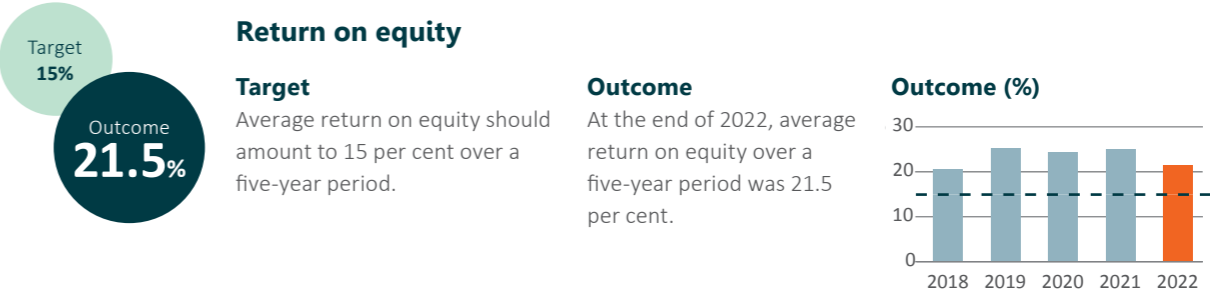 Target
15%
Outcome
21.5%
Return on equity
Target
Average return on equity should
amount to 15 per cent over a
five-year period.
Outcome
At the end of 2022, average
return on equity over a
five-year period was 21.5
per cent.
Outcome (%)
30
20
10
0
2018 2019 2020 2021 2022